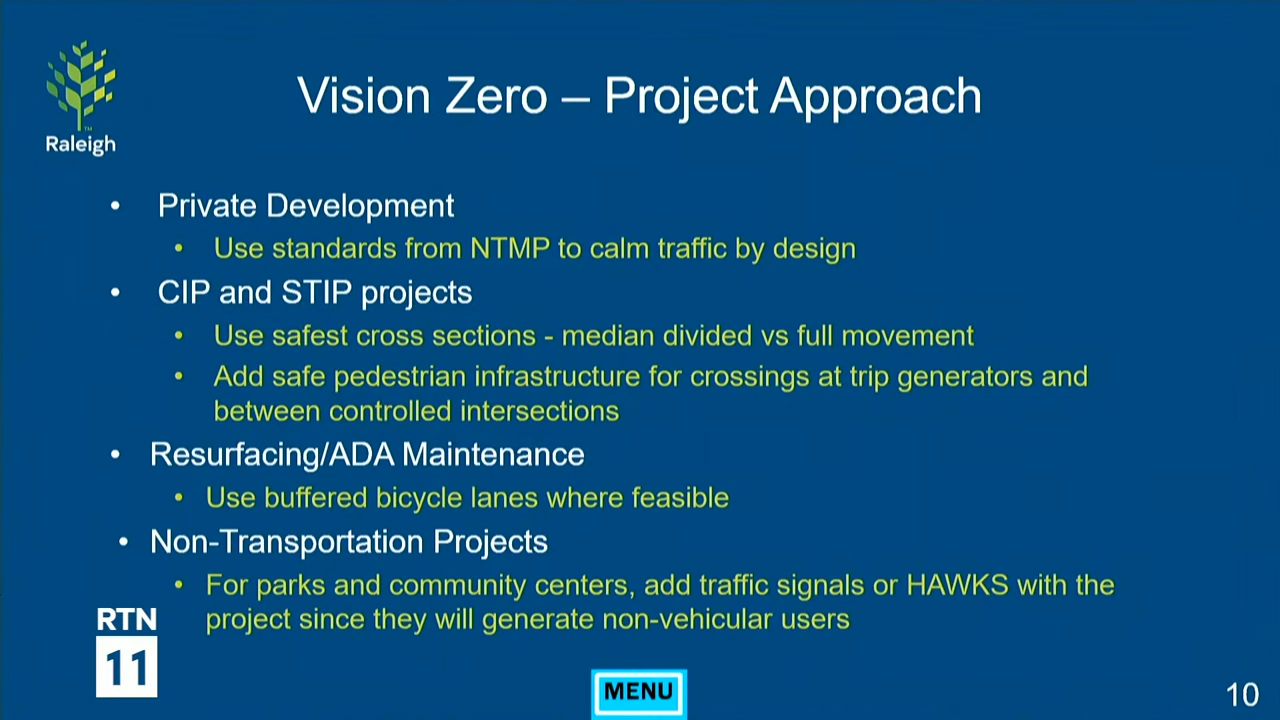 Raleigh
Vision Zero – Project Approach
• Private Development
• Use standards from NTMP to calm traffic by design
• CIP and STIP projects
• Use safest cross sections - median divided vs full movement
• Add safe pedestrian infrastructure for crossings at trip generators and
between controlled intersections
• Resurfacing/ADA Maintenance
• Use buffered bicycle lanes where feasible
• Non-Transportation Projects
• For parks and community centers, add traffic signals or HAWKS with the
project since they will generate non-vehicular users
RTN
11
MENU
10